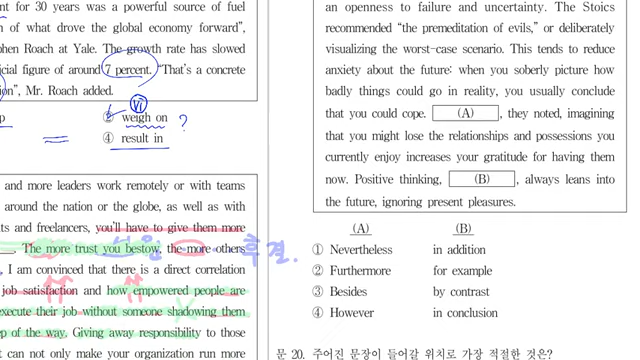 nt for 30 years was a powerful source of fuel
n of what drove the global economy forward",
phen Roach at Yale. The growth rate has slowed
icial figure of around 7 percent. "That's a concrete
ion", Mr. Roach added.
p
② weigh on
④ result in
?
and more leaders work remotely or with teams
around the nation or the globe, as well as with
ts and freelancers, you'll have to give them more
The more trust you bestow, the more others
. I am convinced that there is a direct correlation
job satisfaction and how empowered people are
execute their job without someone shadowing them
ep of the way. Giving away responsibility to those
t can not only make your organization run more
an openness to failure and uncertainty. The Stoics
recommended "the premeditation of evils," or deliberately
visualizing the worst-case scenario. This tends to reduce
anxiety about the future: when you soberly picture how
badly things could go in reality, you usually conclude
that you could cope. (A) , they noted, imagining
that you might lose the relationships and possessions you
currently enjoy increases your gratitude for having them
now. Positive thinking, (B) , always leans into
the future, ignoring present pleasures.
(A) (B)
① Nevertheless in addition
② Furthermore for example
③ Besides by contrast
④ However in conclusion
문 20. 주어진 문장이 들어갈 위치로 가장 적절한 것은?